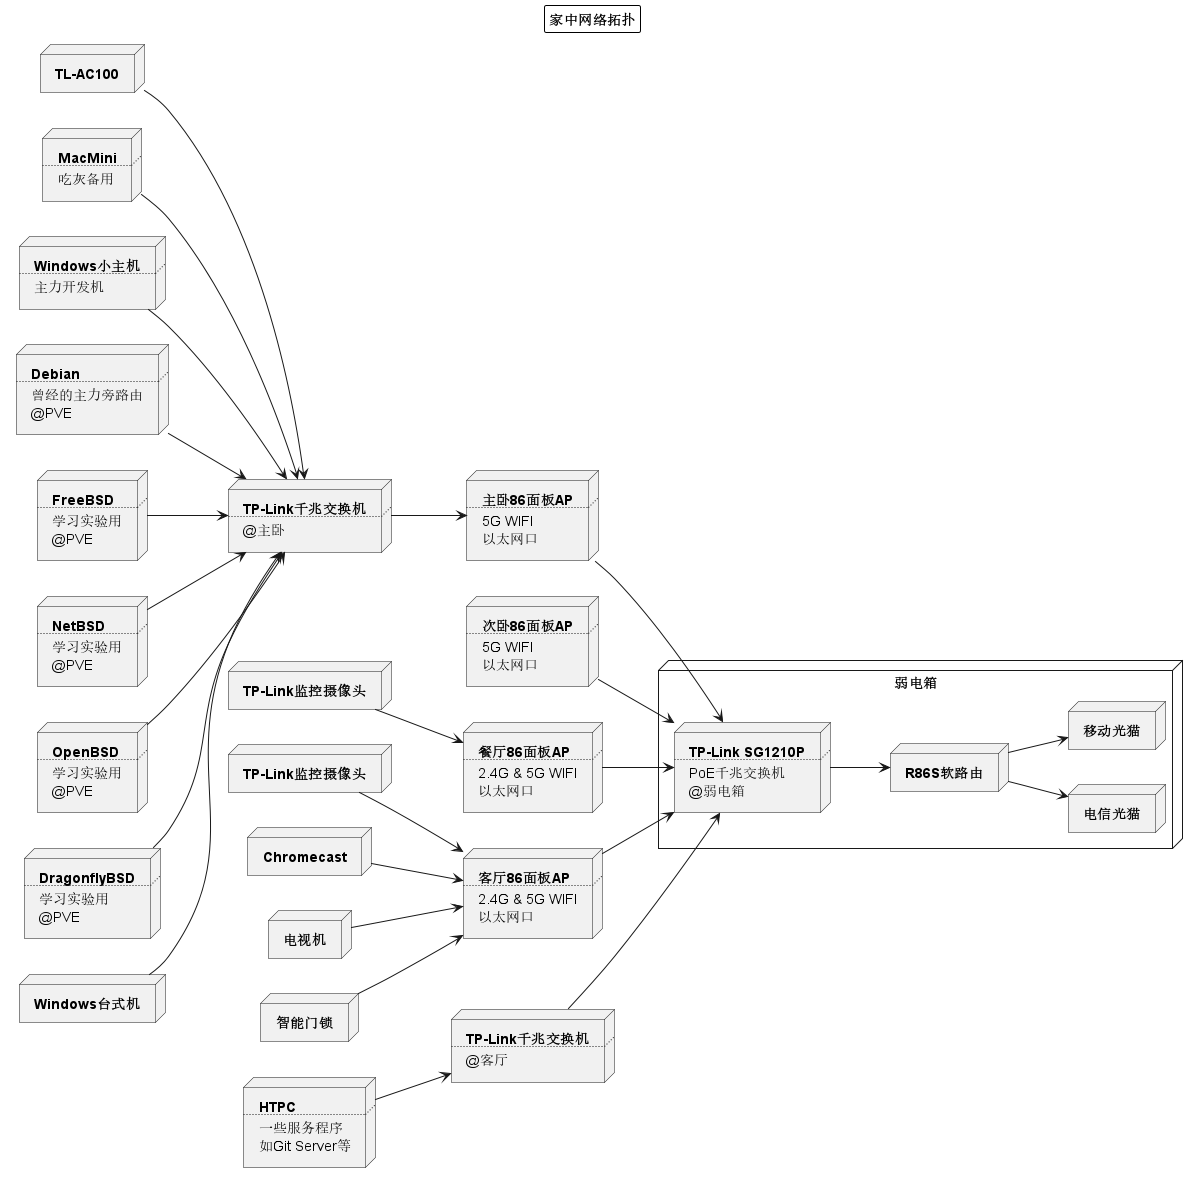 家中网络拓扑
TL-AC100
MacMini
吃灰备用
Windows小主机
主力开发机
Debian
曾经的主力旁路由
@PVE
FreeBSD
学习实验用
@PVE
NetBSD
学习实验用
@PVE
OpenBSD
学习实验用
@PVE
DragonflyBSD
学习实验用
@PVE
Windows台式机
TP-Link千兆交换机
@主卧
TP-Link监控摄像头
TP-Link监控摄像头
Chromecast
电视机
智能门锁
HTPC
一些服务程序
如Git Server等
主卧86面板AP
5G WIFI
以太网口
次卧86面板AP
5G WIFI
以太网口
餐厅86面板AP
2.4G & 5G WIFI
以太网口
客厅86面板AP
2.4G & 5G WIFI
以太网口
TP-Link千兆交换机
@客厅
弱电箱
TP-Link SG1210P
PoE千兆交换机
@弱电箱
R86S软路由
移动光猫
电信光猫